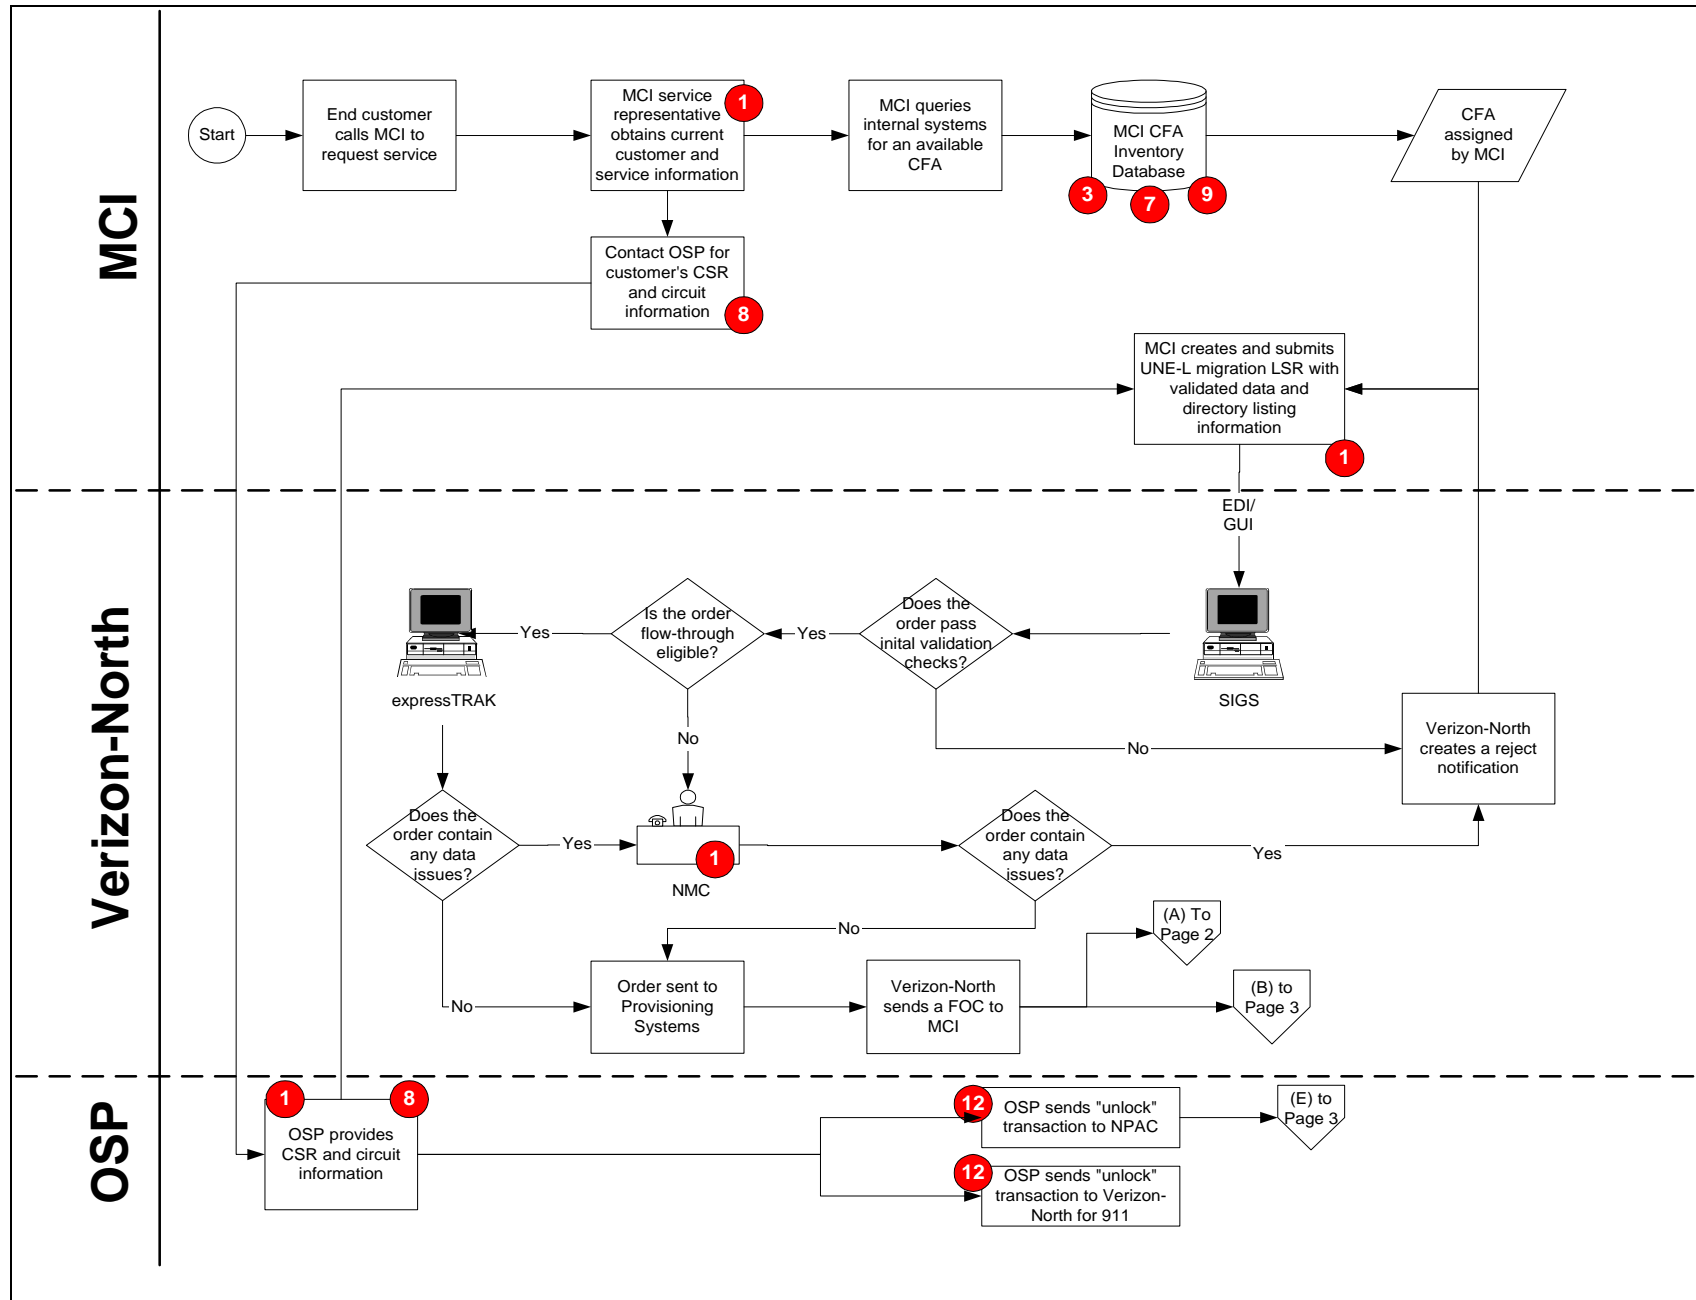 MCI
Start
End customer
calls MCI to
request service
MCI service
representative
obtains current
customer and
service information
1
MCI queries
internal systems
for an available
CFA
MCI CFA
Inventory
Database
3
7
9
CFA
assigned
by MCI
Contact OSP for
customer's CSR
and circuit
information
8
MCI creates and submits
UNE-L migration LSR with
validated data and
directory listing
information
1
Verizon-North
EDI/
GUI
SIGS
Does the
order pass
inital validation
checks?
Yes
No
Is the order
flow-through
eligible?
Yes
No
expressTRAK
Verizon-North
creates a reject
notification
Does the
order contain
any data
issues?
Yes
No
1
NMC
Does the
order contain
any data
issues?
Yes
No
Order sent to
Provisioning
Systems
Verizon-North
sends a FOC to
MCI
(A) To
Page 2
(B) to
Page 3
OSP
1
8
OSP provides
CSR and circuit
information
12
OSP sends "unlock"
transaction to NPAC
(E) to
Page 3
12
OSP sends "unlock"
transaction to Verizon-
North for 911